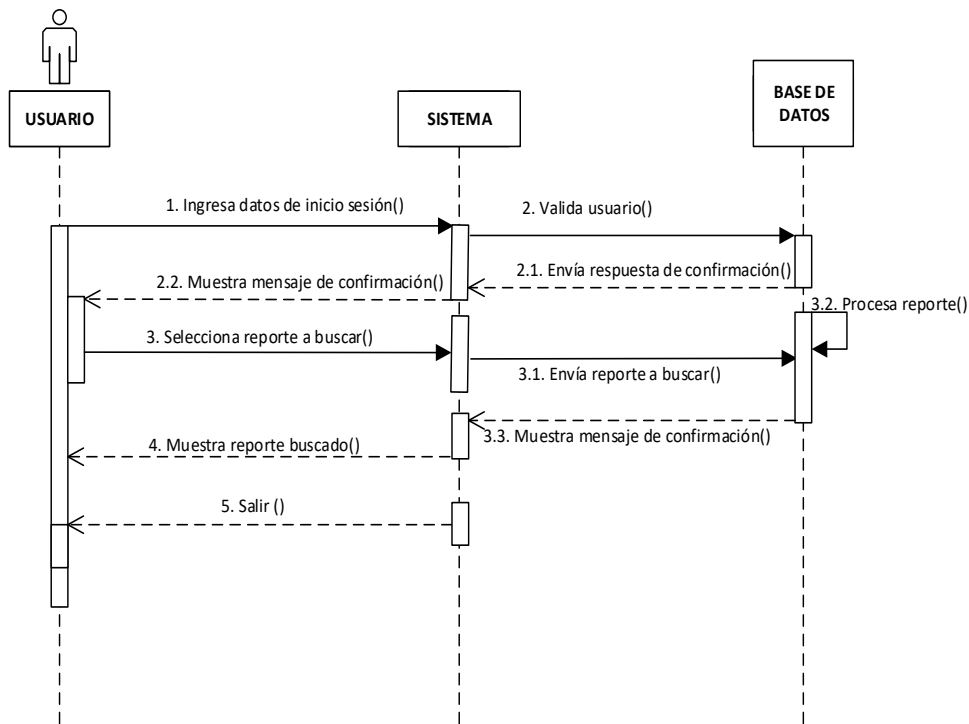 USUARIO
SISTEMA
BASE DE
DATOS
1. Ingresa datos de inicio sesión()
2. Valida usuario()
2.1. Envía respuesta de confirmación()
2.2. Muestra mensaje de confirmación()
3.2. Procesa reporte()
3. Selecciona reporte a buscar()
3.1. Envía reporte a buscar()
3.3. Muestra mensaje de confirmación()
4. Muestra reporte buscado()
5. Salir ()